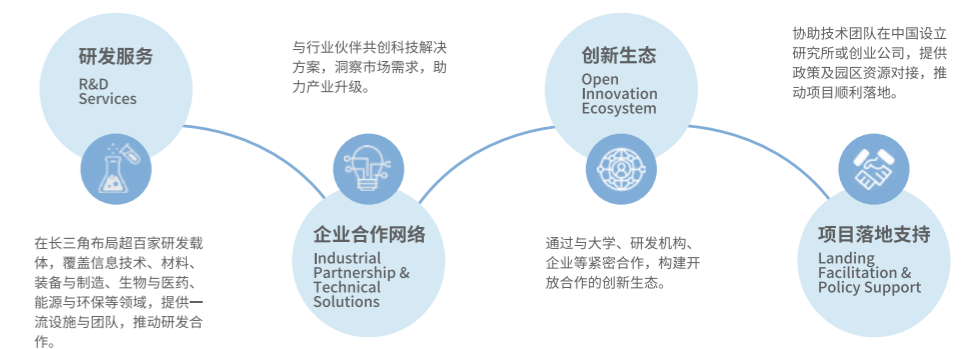 研发服务
R&D
Services
在长三角布局超百家研发载
体，覆盖信息技术、材料、
装备与制造、生物与医药、
能源与环保等领域，提供一
流设施与团队，推动研发合
作。
与行业伙伴共创科技解决
方案，洞察市场需求，助
力产业升级。
企业合作网络
Industrial
Partnership &
Technical
Solutions
创新生态
Open
Innovation
Ecosystem
通过与大学、研发机构、
企业等紧密合作，构建开
放合作的创新生态。
协助技术团队在中国设立
研究所或创业公司，提供
政策及园区资源对接，推
动项目顺利落地。
项目落地支持
Landing
Facilitation &
Policy Support